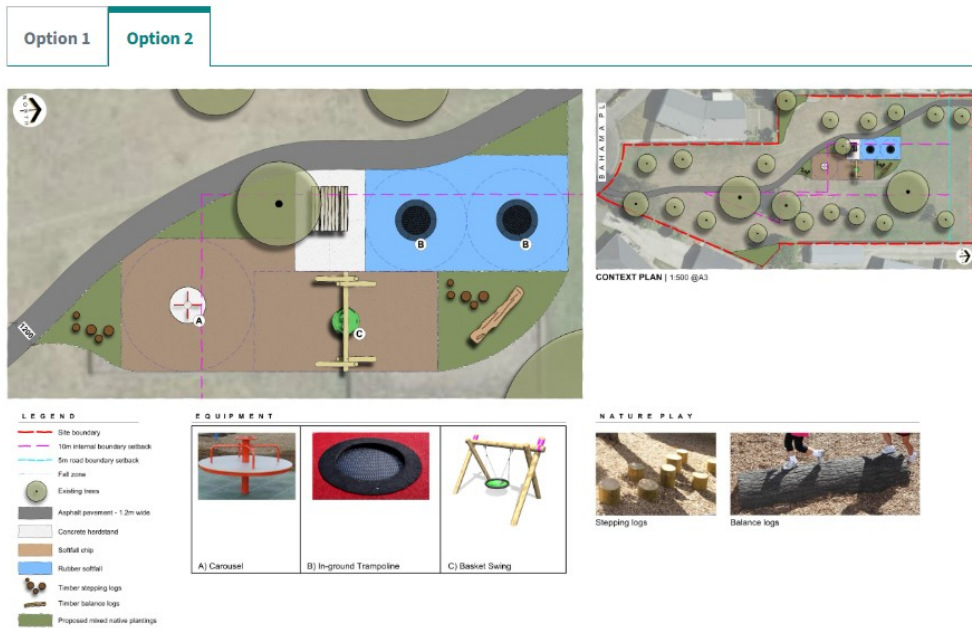 Option 1
Option 2
NORTH
A
B
B
C
1200
BAHAMA PL
CONTEXT PLAN | 1:500 @A3
LEGEND
Site boundary
10m internal boundary setback
5m road boundary setback
Fall zone
Existing trees
Asphalt pavement - 1.2m wide
Concrete hardstand
Softfall chip
Rubber softfall
Timber stepping logs
Timber balance logs
Proposed mixed native plantings
EQUIPMENT
A) Carousel
B) In-ground Trampoline
C) Basket Swing
NATURE PLAY
Stepping logs
Balance logs